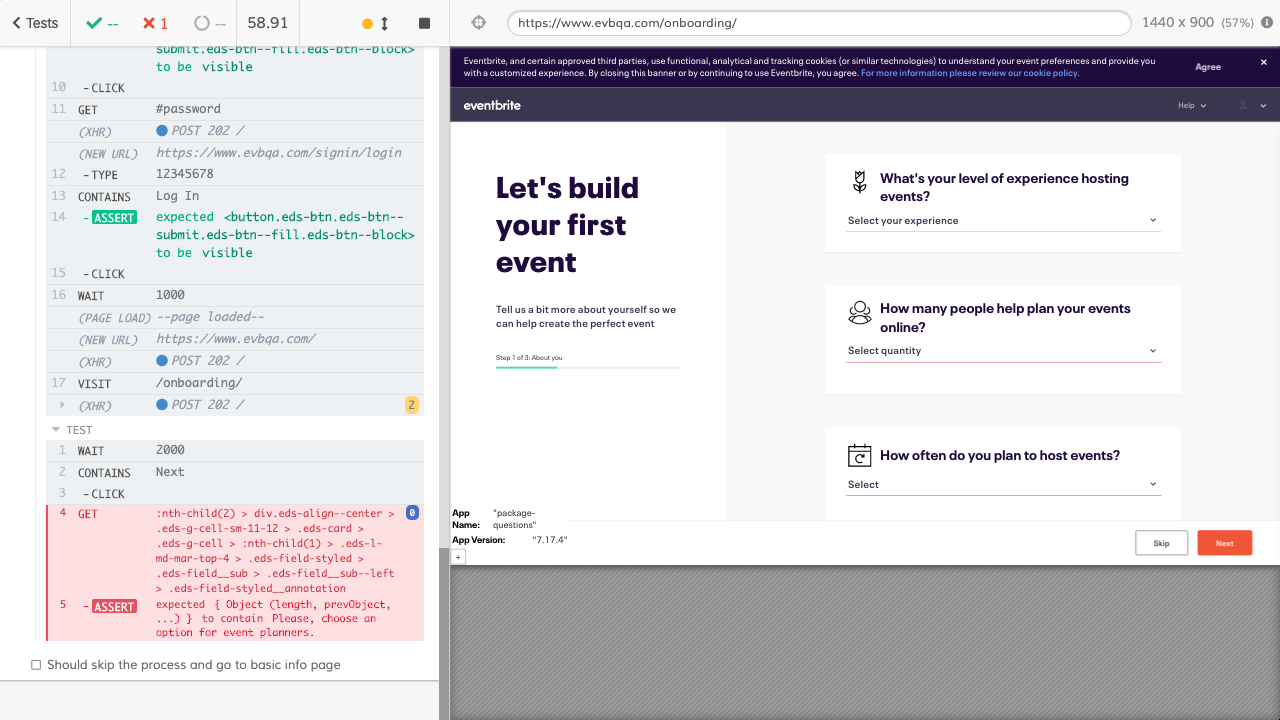 Tests
--
1
--
58.91
https://www.evbqa.com/onboarding/
1440 x 900 (57%)
submit.eds-btn--fill.eds-btn--block>
to be visible
10 -CLICK
11 GET #password
(XHR) POST 202 /
(NEW URL) https://www.evbqa.com/signin/login
12 -TYPE 12345678
13 CONTAINS Log In
14 -ASSERT expected <button.eds-btn.eds-btn--
submit.eds-btn--fill.eds-btn--block>
to be visible
15 -CLICK
16 WAIT 1000
(PAGE LOAD) --page loaded--
(NEW URL) https://www.evbqa.com/
(XHR) POST 202 /
17 VISIT /onboarding/
(XHR) POST 202 / 2
TEST
1 WAIT 2000
2 CONTAINS Next
3 -CLICK
4 GET :nth-child(2) > div.eds-align--center > 0
.eds-g-cell-sm-11-12 > .eds-card >
.eds-g-cell > :nth-child(1) > .eds-l-
md-mar-top-4 > .eds-field-styled >
.eds-field__sub > .eds-field__sub--left
> .eds-field-styled__annotation
5 -ASSERT expected { Object (length, prevObject,
...) } to contain Please, choose an
option for event planners.
Should skip the process and go to basic info page
Eventbrite, and certain approved third parties, use functional, analytical and tracking cookies (or similar technologies) to understand your event preferences and provide you
with a customized experience. By closing this banner or by continuing to use Eventbrite, you agree. For more information please review our cookie policy.
Agree
eventbrite
Help
Let's build
your first
event
Tell us a bit more about yourself so we
can help create the perfect event
Step 1 of 3: About you
What's your level of experience hosting
events?
Select your experience
How many people help plan your events
online?
Select quantity
How often do you plan to host events?
Select
App Name: "package-
questions"
App Version: "7.17.4"
+
Skip
Next